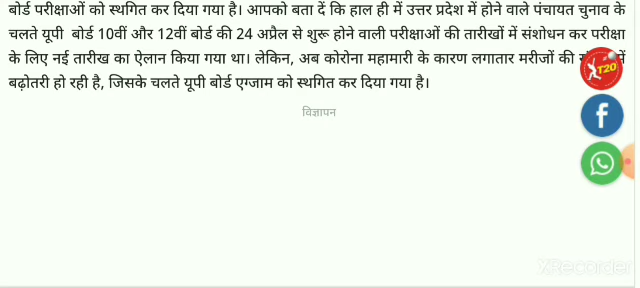 बोर्ड परीक्षाओं को स्थगित कर दिया गया है। आपको बता दें कि हाल ही में उत्तर प्रदेश में होने वाले पंचायत चुनाव के
चलते यूपी बोर्ड 10वीं और 12वीं बोर्ड की 24 अप्रैल से शुरू होने वाली परीक्षाओं की तारीखों में संशोधन कर परीक्षा
के लिए नई तारीख का ऐलान किया गया था। लेकिन, अब कोरोना महामारी के कारण लगातार मरीजों की में
T20
बढ़ोतरी हो रही है, जिसके चलते यूपी बोर्ड एग्जाम को स्थगित कर दिया गया है।
विज्ञापन
f
XRecorder